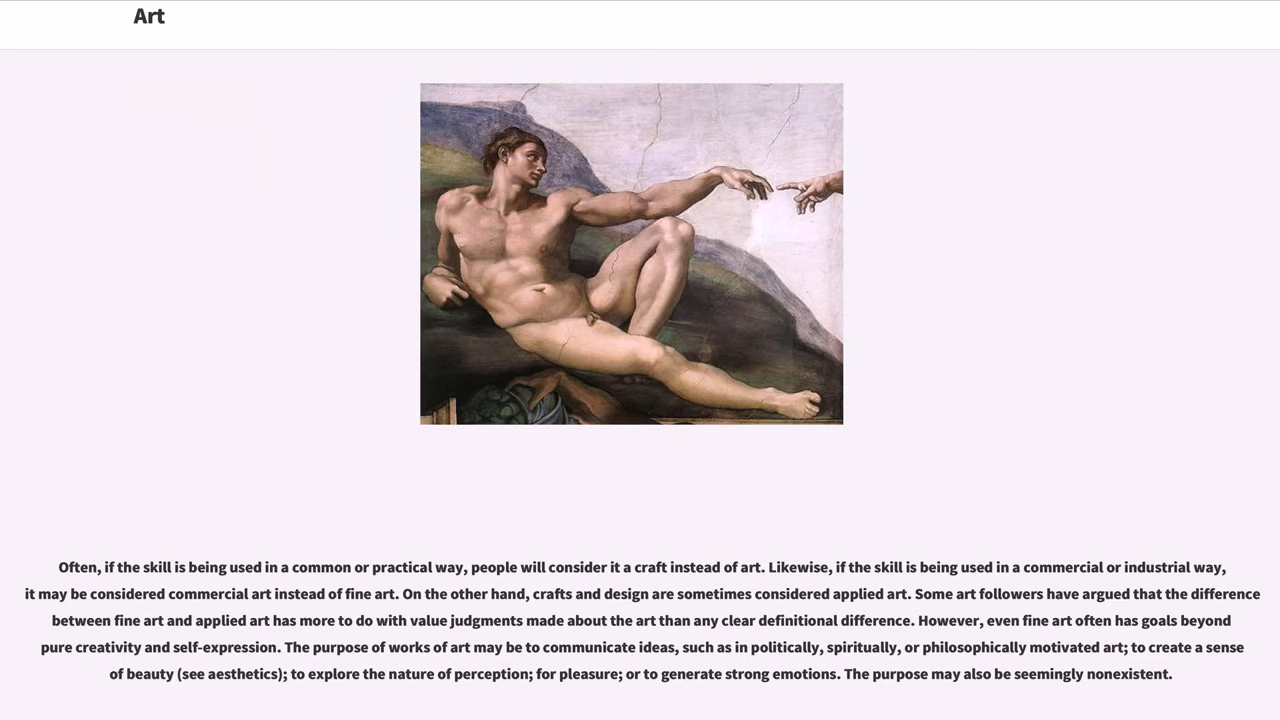 Art
Often, if the skill is being used in a common or practical way, people will consider it a craft instead of art. Likewise, if the skill is being used in a commercial or industrial way,
it may be considered commercial art instead of fine art. On the other hand, crafts and design are sometimes considered applied art. Some art followers have argued that the difference
between fine art and applied art has more to do with value judgments made about the art than any clear definitional difference. However, even fine art often has goals beyond
pure creativity and self-expression. The purpose of works of art may be to communicate ideas, such as in politically, spiritually, or philosophically motivated art; to create a sense
of beauty (see aesthetics); to explore the nature of perception; for pleasure; or to generate strong emotions. The purpose may also be seemingly nonexistent.